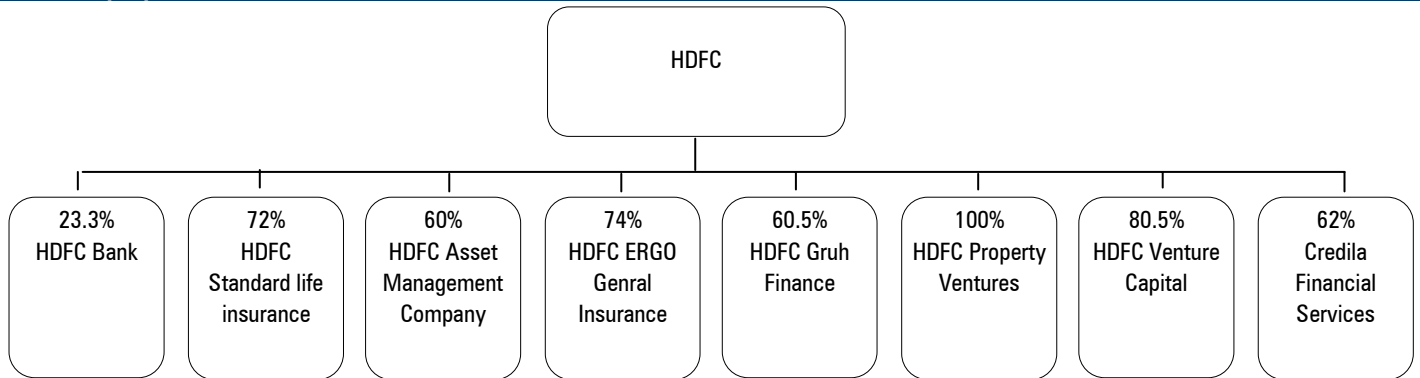 HDFC
23.3%
HDFC Bank
72%
HDFC
Standard life
insurance
60%
HDFC Asset
Management
Company
74%
HDFC ERGO
Genral
Insurance
60.5%
HDFC Gruh
Finance
100%
HDFC Property
Ventures
80.5%
HDFC Venture
Capital
62%
Credila
Financial
Services